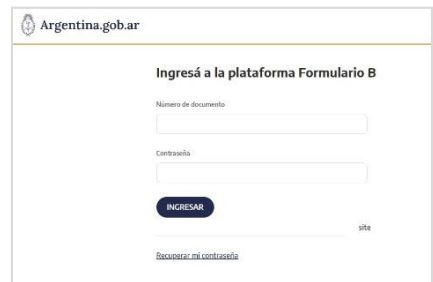 Argentina.gob.ar
Ingresá a la plataforma Formulario B
Número de documento
Contraseña
INGRESAR
site
Recuperar mi contraseña